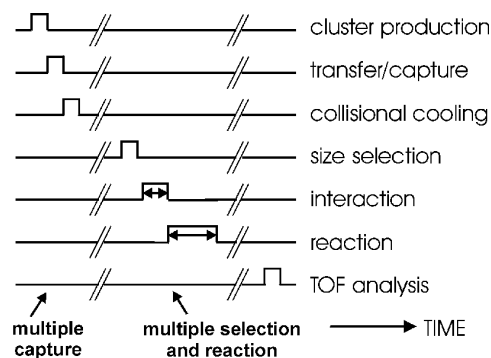 cluster production
transfer/capture
collisional cooling
size selection
interaction
reaction
TOF analysis
multiple
capture
multiple selection
and reaction
TIME